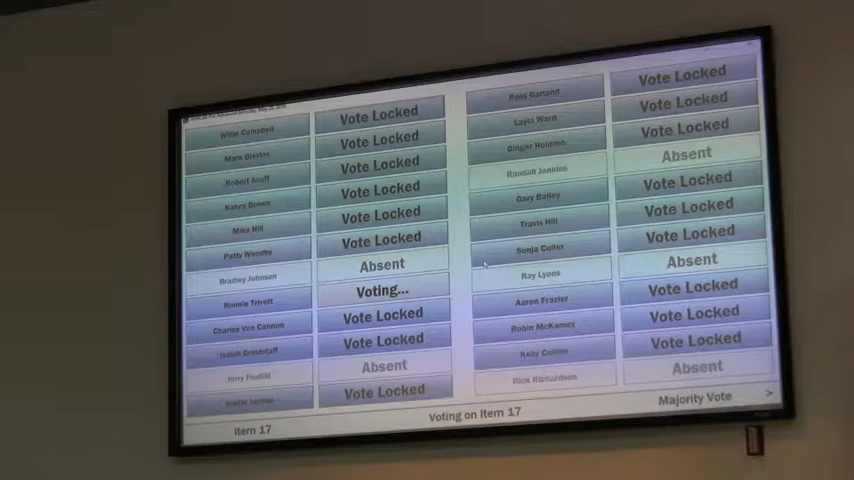 Willie Campbell Vote Locked
Mark Blevins Vote Locked
Robert Acuff Vote Locked
Nancy Brown Vote Locked
Mike Hill Vote Locked
Patty Woodby Vote Locked
Bradley Johnson Absent
Ronnie Trivett Voting...
Charles Von Cannon Vote Locked
Isaiah Grindstaff Vote Locked
Jerry Proffitt Absent
Austin Jaynes Vote Locked
Ross Garland Vote Locked
Layla Ward Vote Locked
Ginger Holdren Vote Locked
Randall Jenkins Absent
Gary Bailey Vote Locked
Travis Hill Vote Locked
Sonja Culler Vote Locked
Ray Lyons Absent
Aaron Frazier Vote Locked
Robin McKamey Vote Locked
Kelly Collins Vote Locked
Rick Richardson Absent
Item 17 Voting on Item 17 Majority Vote >